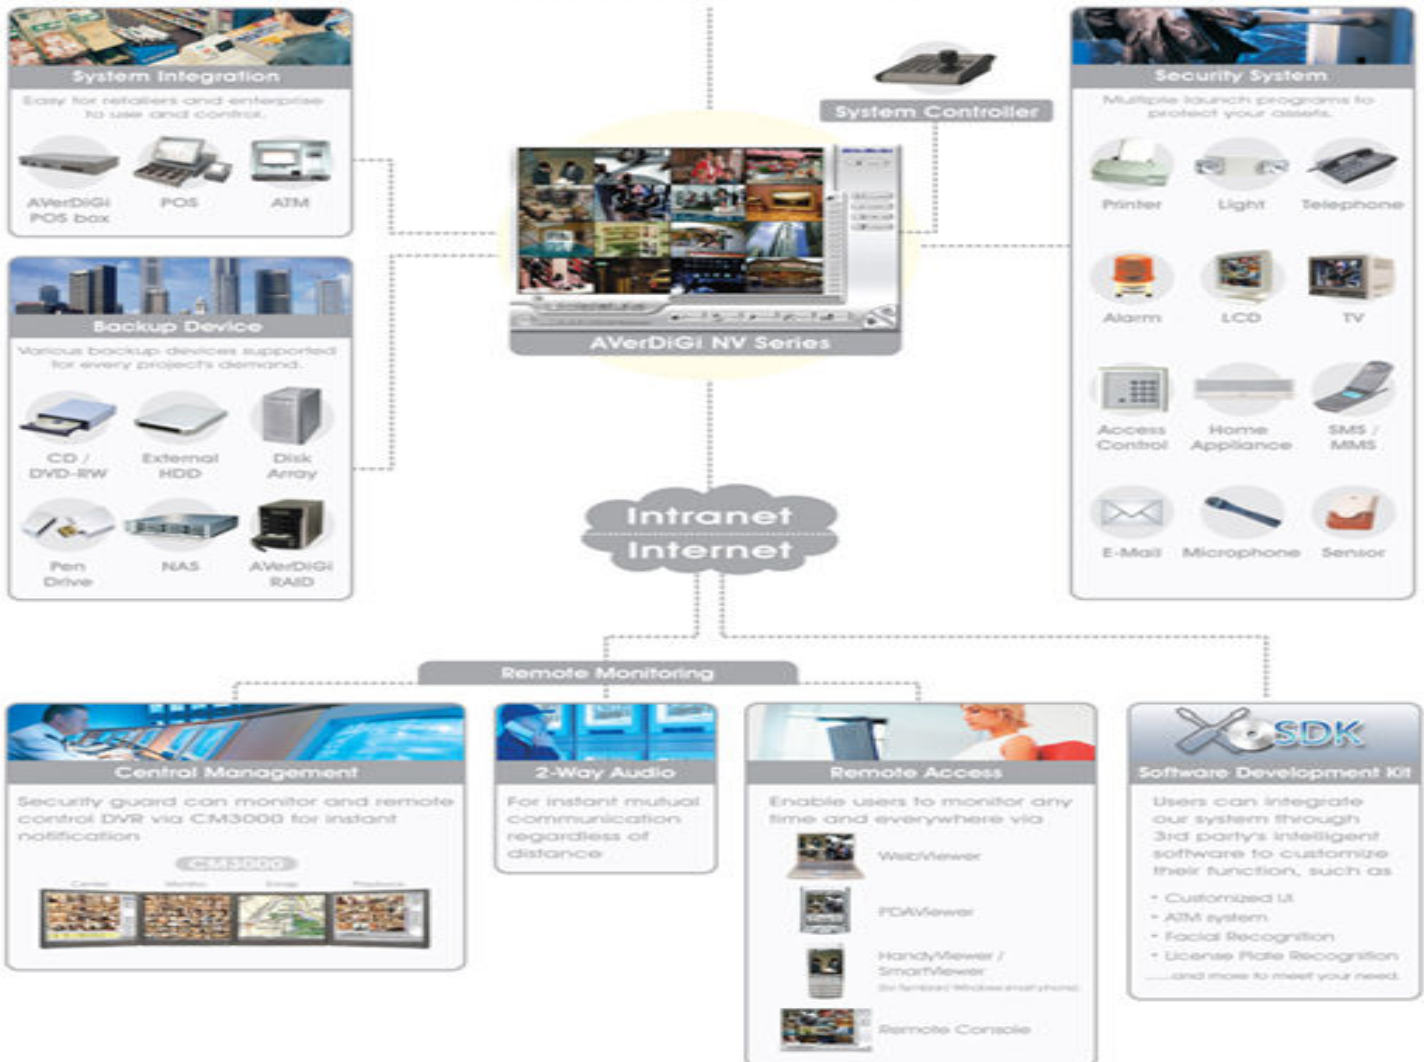 System Integration
Easy for retailers and enterprise
to use and control.
AVerDiGi
POS box
POS
ATM
Backup Device
Various backup devices supported
for every project's demand.
CD /
DVD-RW
External
HDD
Disk
Array
Pen
Drive
NAS
AVerDiGi
RAID
System Controller
AVerDiGi NV Series
Intranet
Internet
Security System
Multiple launch programs to
protect your assets.
Printer
Light
Telephone
Alarm
LCD
TV
Access
Control
Home
Appliance
SMS /
MMS
E-Mail
Microphone
Sensor
Remote Monitoring
Central Management
Security guard can monitor and remote
control DVR via CM3000 for instant
notification
CM3000
2-Way Audio
For instant mutual
communication
regardless of
distance
Remote Access
Enable users to monitor any
time and everywhere via
WebViewer
PDAViewer
HandyViewer /
SmartViewer
Remote Console
SDK
Software Development Kit
Users can integrate
our system through
3rd party's intelligent
software to customize
their function, such as
• Customized UI
• ATM system
• Facial Recognition
• License Plate Recognition
......and more to meet your need.